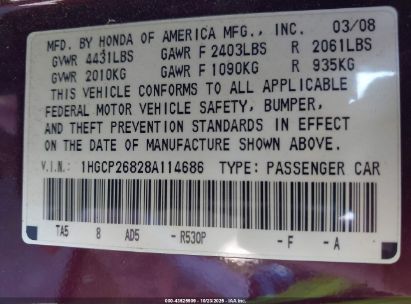 MFD. BY HONDA OF AMERICA MFG., INC. 03/08
GVWR 4431LBS GAWR F 2403LBS R 2061LBS
GVWR 2010KG GAWR F 1090KG R 935KG
THIS VEHICLE CONFORMS TO ALL APPLICABLE
FEDERAL MOTOR VEHICLE SAFETY, BUMPER,
AND THEFT PREVENTION STANDARDS IN EFFECT
ON THE DATE OF MANUFACTURE SHOWN ABOVE.
V.I.N.: 1HGCP26828A114686 TYPE: PASSENGER CAR
TA5 8 AD5 - R530P - F - A